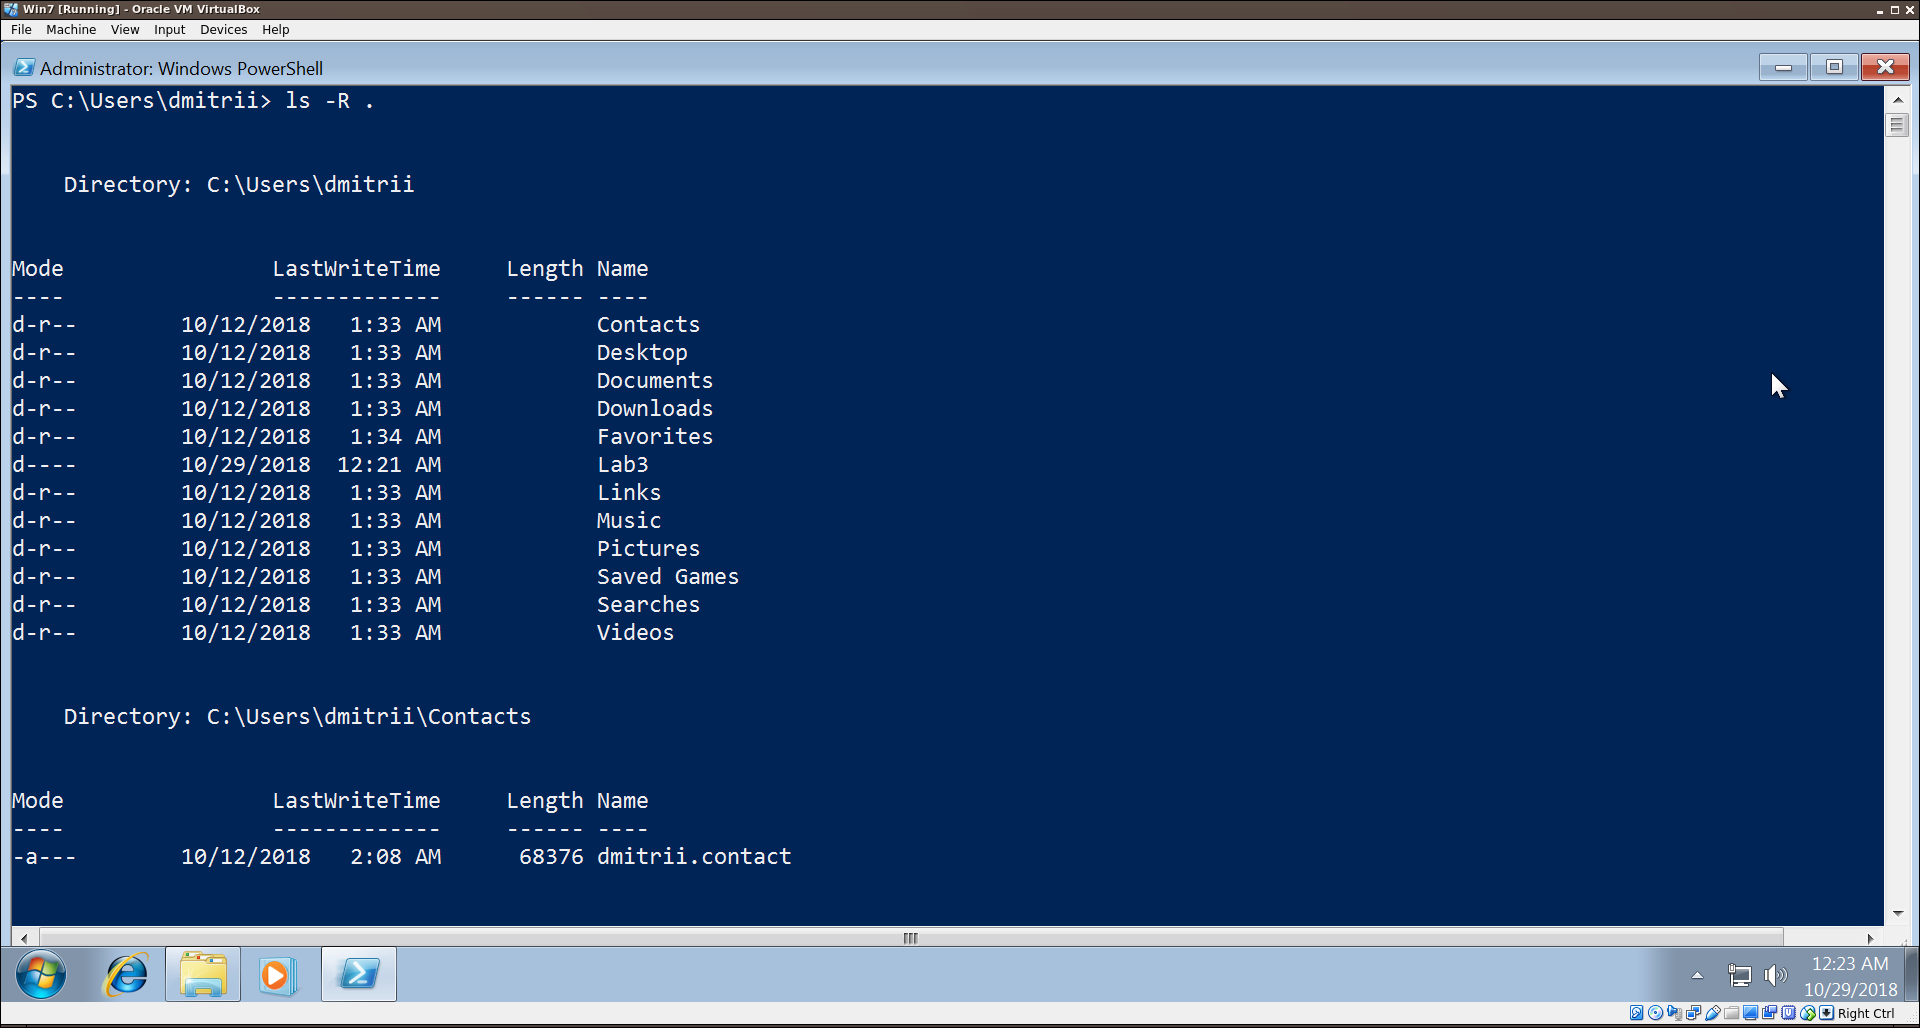 Win7 [Running] - Oracle VM VirtualBox
File Machine View Input Devices Help
Administrator: Windows PowerShell
PS C:\Users\dmitrii> ls -R .
Directory: C:\Users\dmitrii
Mode LastWriteTime Length Name
---- ------------- ------ ----
d-r-- 10/12/2018 1:33 AM Contacts
d-r-- 10/12/2018 1:33 AM Desktop
d-r-- 10/12/2018 1:33 AM Documents
d-r-- 10/12/2018 1:33 AM Downloads
d-r-- 10/12/2018 1:34 AM Favorites
d---- 10/29/2018 12:21 AM Lab3
d-r-- 10/12/2018 1:33 AM Links
d-r-- 10/12/2018 1:33 AM Music
d-r-- 10/12/2018 1:33 AM Pictures
d-r-- 10/12/2018 1:33 AM Saved Games
d-r-- 10/12/2018 1:33 AM Searches
d-r-- 10/12/2018 1:33 AM Videos
Directory: C:\Users\dmitrii\Contacts
Mode LastWriteTime Length Name
---- ------------- ------ ----
-a--- 10/12/2018 2:08 AM 68376 dmitrii.contact
12:23 AM
10/29/2018
Right Ctrl